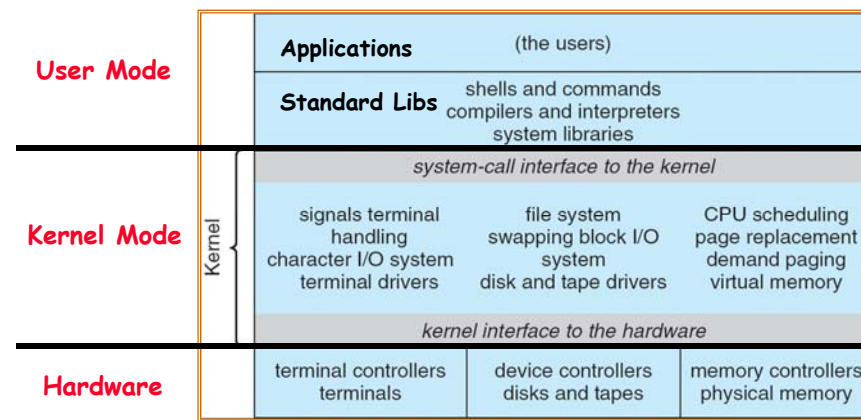 User Mode
Applications
(the users)
Standard Libs
shells and commands
compilers and interpreters
system libraries
Kernel Mode
Kernel
system-call interface to the kernel
signals terminal
handling
character I/O system
terminal drivers
file system
swapping block I/O
system
disk and tape drivers
CPU scheduling
page replacement
demand paging
virtual memory
kernel interface to the hardware
Hardware
terminal controllers
terminals
device controllers
disks and tapes
memory controllers
physical memory